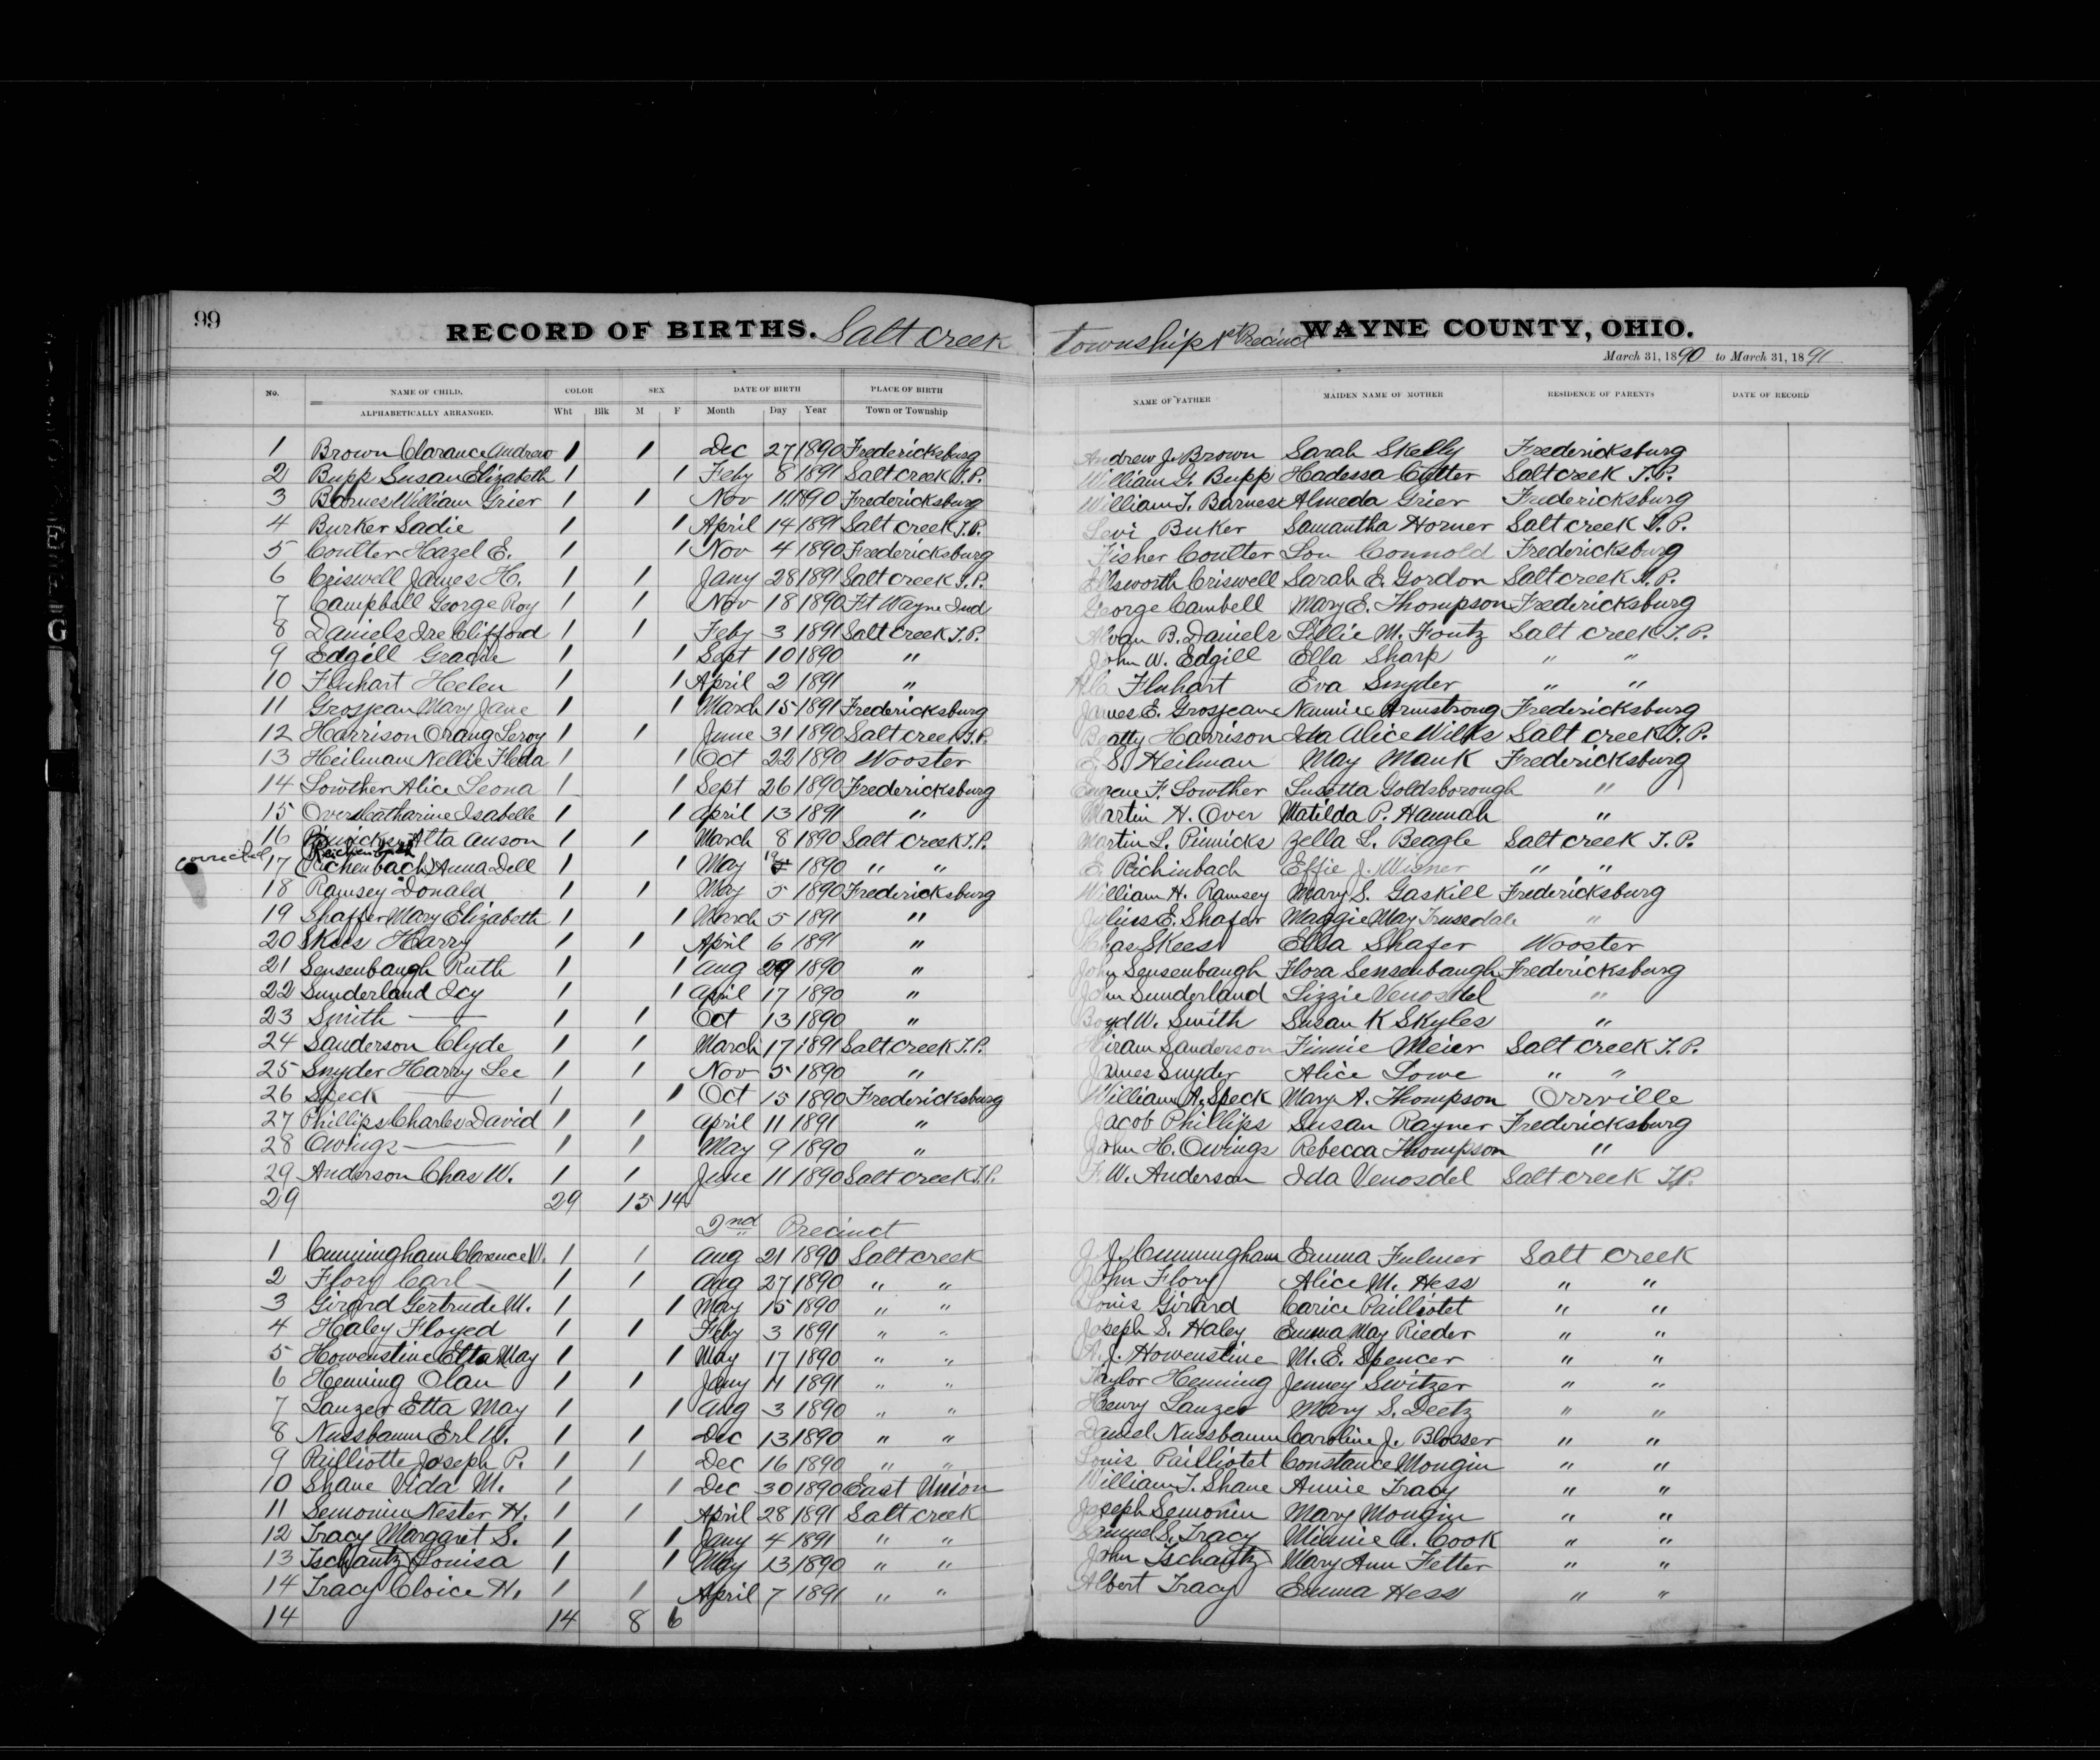 99
RECORD OF BIRTHS. Salt creek township 1st Precinct WAYNE COUNTY, OHIO.
March 31, 1890 to March 31, 1891
No. NAME OF CHILD. COLOR SEX DATE OF BIRTH PLACE OF BIRTH NAME OF FATHER MAIDEN NAME OF MOTHER RESIDENCE OF PARENTS DATE OF RECORD
ALPHABETICALLY ARRANGED. Wht Blk M F Month Day Year Town or Township
1 Brown Clarance Andrew 1 1 Dec 27 1890 Fredericksburg Andrew J. Brown Sarah Skelly Fredericksburg
2 Bupp Susan Elizabeth 1 1 Feby 8 1891 Salt creek T.P. William G. Bupp Hadessa Cutter Salt creek T.P.
3 Barnes William Grier 1 1 Nov 11 1890 Fredericksburg William T. Barnes Almeda Grier Fredericksburg
4 Burker Sadie 1 1 April 14 1891 Salt creek T.P. Levi Buker Samantha Horner Salt creek T.P.
5 Coulter Hazel E. 1 1 Nov 4 1890 Fredericksburg Fisher Coulter Lou Connold Fredericksburg
6 Criswell James H. 1 1 Jany 28 1891 Salt creek T.P. Ellsworth Criswell Sarah E. Gordon Salt creek T.P.
7 Campbell George Roy 1 1 Nov 18 1890 Ft Wayne Ind George Cambell Mary E. Thompson Fredericksburg
8 Daniels Ire Clifford 1 1 Feby 3 1891 Salt creek T.P. Alvan B. Daniels Lillie M. Foutz Salt creek T.P.
9 Edgill Gracie 1 1 Sept 10 1890 " John W. Edgill Ella Sharp " "
10 Fluhart Helen 1 1 April 2 1891 " Fluhart Eva Snyder " "
11 Grosjean Mary Jane 1 1 March 15 1891 Fredericksburg James E. Grosjean Nannie Armstrong Fredericksburg
12 Harrison Orang Leroy 1 1 June 31 1890 Salt creek T.P. Beatty Harrison Ida Alice Wilks Salt creek T.P.
13 Heilman Nellie Fleda 1 1 Oct 22 1890 Wooster E. S. Heilman May Mauk Fredericksburg
14 Lowther Alice Leona 1 1 Sept 26 1890 Fredericksburg Eugene F. Lowther Lusetta Goldsborough "
15 Over Catharine Isabelle 1 1 April 13 1891 " Martin H. Over Matilda P. Hannah "
16 Pinnicks Alta Anson 1 1 March 8 1890 Salt creek T.P. Martin L. Pinnicks Zella L. Beagle Salt creek T.P.
corrected Reichenbach
17 (Richenbach) Anna Dell 1 1 May 1890 " " E. Richinbach Effie J. Wisner " "
18 Ramsey Donald 1 1 May 5 1890 Fredericksburg William H. Ramsey Mary S. Gaskill Fredericksburg
19 Shaffer Mary Elizabeth 1 1 March 5 1891 " Julius E. Shafer Maggie May Trusedale "
20 Skees Harry 1 1 April 6 1891 " Chas Skees Ella Shafer Wooster
21 Sensenbaugh Ruth 1 1 Aug 29 1890 " John Sensenbaugh Flora Sensenbaugh Fredericksburg
22 Sunderland Icy 1 1 April 17 1890 " John Sunderland Lizzie Venosdel "
23 Smith — 1 1 Oct 13 1890 " Boyd W. Smith Susan K Skyles "
24 Sanderson Clyde 1 1 March 17 1891 Salt creek T.P. Hiram Sanderson Finnie Meier Salt creek T.P.
25 Snyder Harry Lee 1 1 Nov 5 1890 " James Snyder Alice Lowe " "
26 Speck — 1 1 Oct 15 1890 Fredericksburg William A. Speck Mary A. Thompson Orrville
27 Phillips Charles David 1 1 April 11 1891 " Jacob Phillips Susan Rayner Fredericksburg
28 Owings — 1 1 May 9 1890 " John H. Owings Rebecca Thompson "
29 Anderson Chas W. 1 1 June 11 1890 Salt creek T.P. F. W. Anderson Ida Venosdel Salt creek T.P.
29 29 15 14
2nd Precinct
1 Cunningham Clarence V. 1 1 Aug 21 1890 Salt creek J. J. Cunningham Emma Fulmer Salt creek
2 Flory Carl — 1 1 Aug 27 1890 " " John Flory Alice M. Hess " "
3 Girard Gertrude M. 1 1 May 15 1890 " " Louis Girard Carice Pailliotet " "
4 Haley Floyed 1 1 Feby 3 1891 " " Joseph S. Haley Emma May Rieder " "
5 Howenstine Etta May 1 1 May 17 1890 " " A. J. Howenstine M. E. Spencer " "
6 Henning Olan 1 1 Jany 11 1891 " " Taylor Henning Jenney Switzer " "
7 Lauzer Etta May 1 1 Aug 3 1890 " " Henry Lauzer Mary S. Deetz " "
8 Nussbaum Erl W. 1 1 Dec 13 1890 " " Daniel Nussbaum Caroline J. Blosser " "
9 Pailliotte Joseph P. 1 1 Dec 16 1890 " " Louis Pailliotet Constance Mougin " "
10 Shane Vida M. 1 1 Dec 30 1890 East Union William T. Shane Annie Tracy " "
11 Semonin Nester H. 1 1 April 28 1891 Salt creek Joseph Semonin Mary Mougin " "
12 Tracy Margaret S. 1 1 Jany 4 1891 " " Samuel S. Tracy Minnie A. Cook " "
13 Tschantz Louisa 1 1 May 13 1890 " " John Tschantz Mary Ann Fetter " "
14 Tracy Cloice H. 1 1 April 7 1891 " " Albert Tracy Emma Hess " "
14 14 8 6